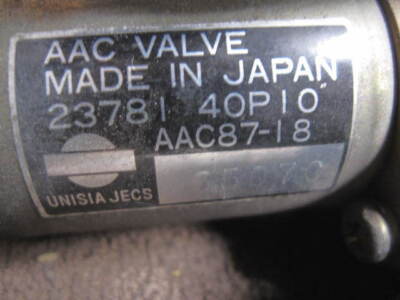 AAC VALVE
MADE IN JAPAN
23781 40P10
AAC87-18
UNISIA JECS